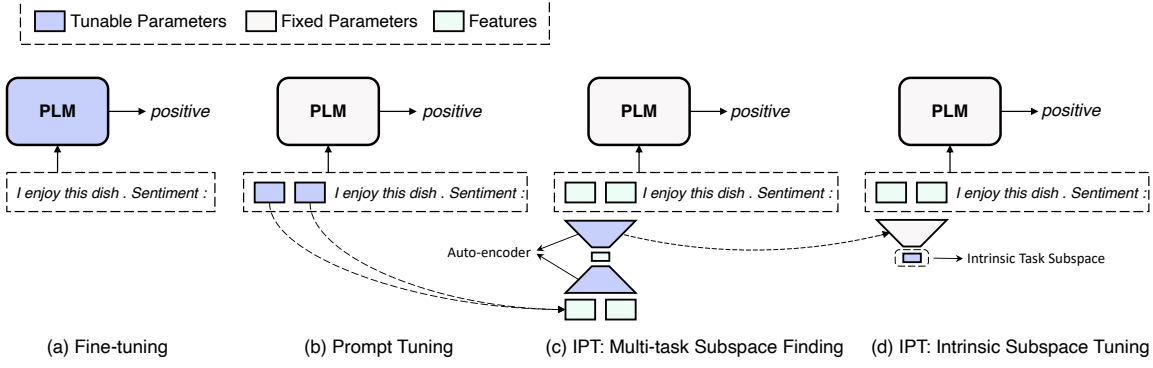 Tunable Parameters Fixed Parameters Features
PLM positive PLM positive PLM positive PLM positive
I enjoy this dish . Sentiment : I enjoy this dish . Sentiment : I enjoy this dish . Sentiment : I enjoy this dish . Sentiment :
Auto-encoder Intrinsic Task Subspace
(a) Fine-tuning (b) Prompt Tuning (c) IPT: Multi-task Subspace Finding (d) IPT: Intrinsic Subspace Tuning